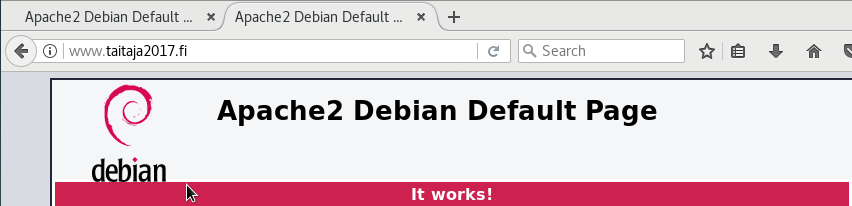 Apache2 Debian Default ... Apache2 Debian Default ...
www.taitaja2017.fi Search
Apache2 Debian Default Page
debian
It works!